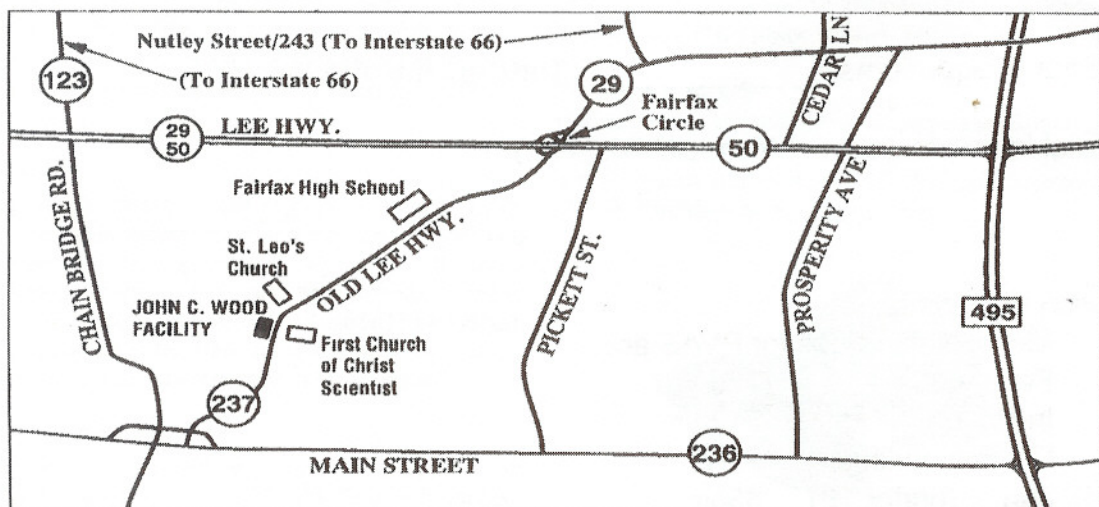 Nutley Street/243 (To Interstate 66)
(To Interstate 66)
123
CEDAR LN
29
Fairfax
Circle
29
50
LEE HWY.
50
Fairfax High School
CHAIN BRIDGE RD.
St. Leo's
Church
OLD LEE HWY.
PICKETT ST.
PROSPERITY AVE
495
JOHN C. WOOD
FACILITY
First Church
of Christ
Scientist
237
MAIN STREET
236